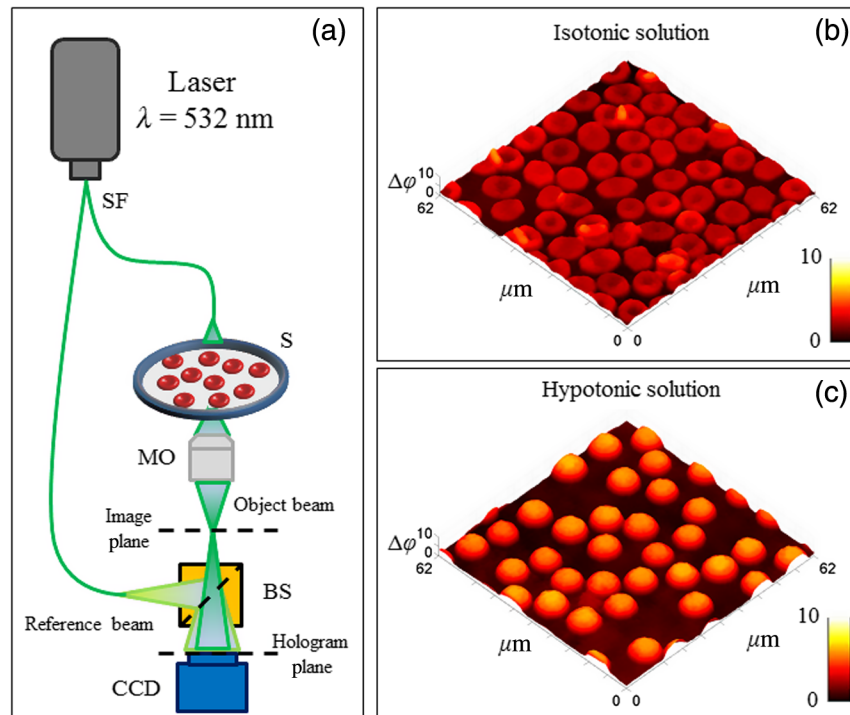 (a)
Laser
λ = 532 nm
SF
S
MO
Object beam
Image
plane
BS
Reference beam
Hologram
plane
CCD
(b)
Isotonic solution
Δφ
10
0
62
62
μm
μm
10
0
0 0
(c)
Hypotonic solution
Δφ
10
0
62
62
μm
μm
10
0
0 0